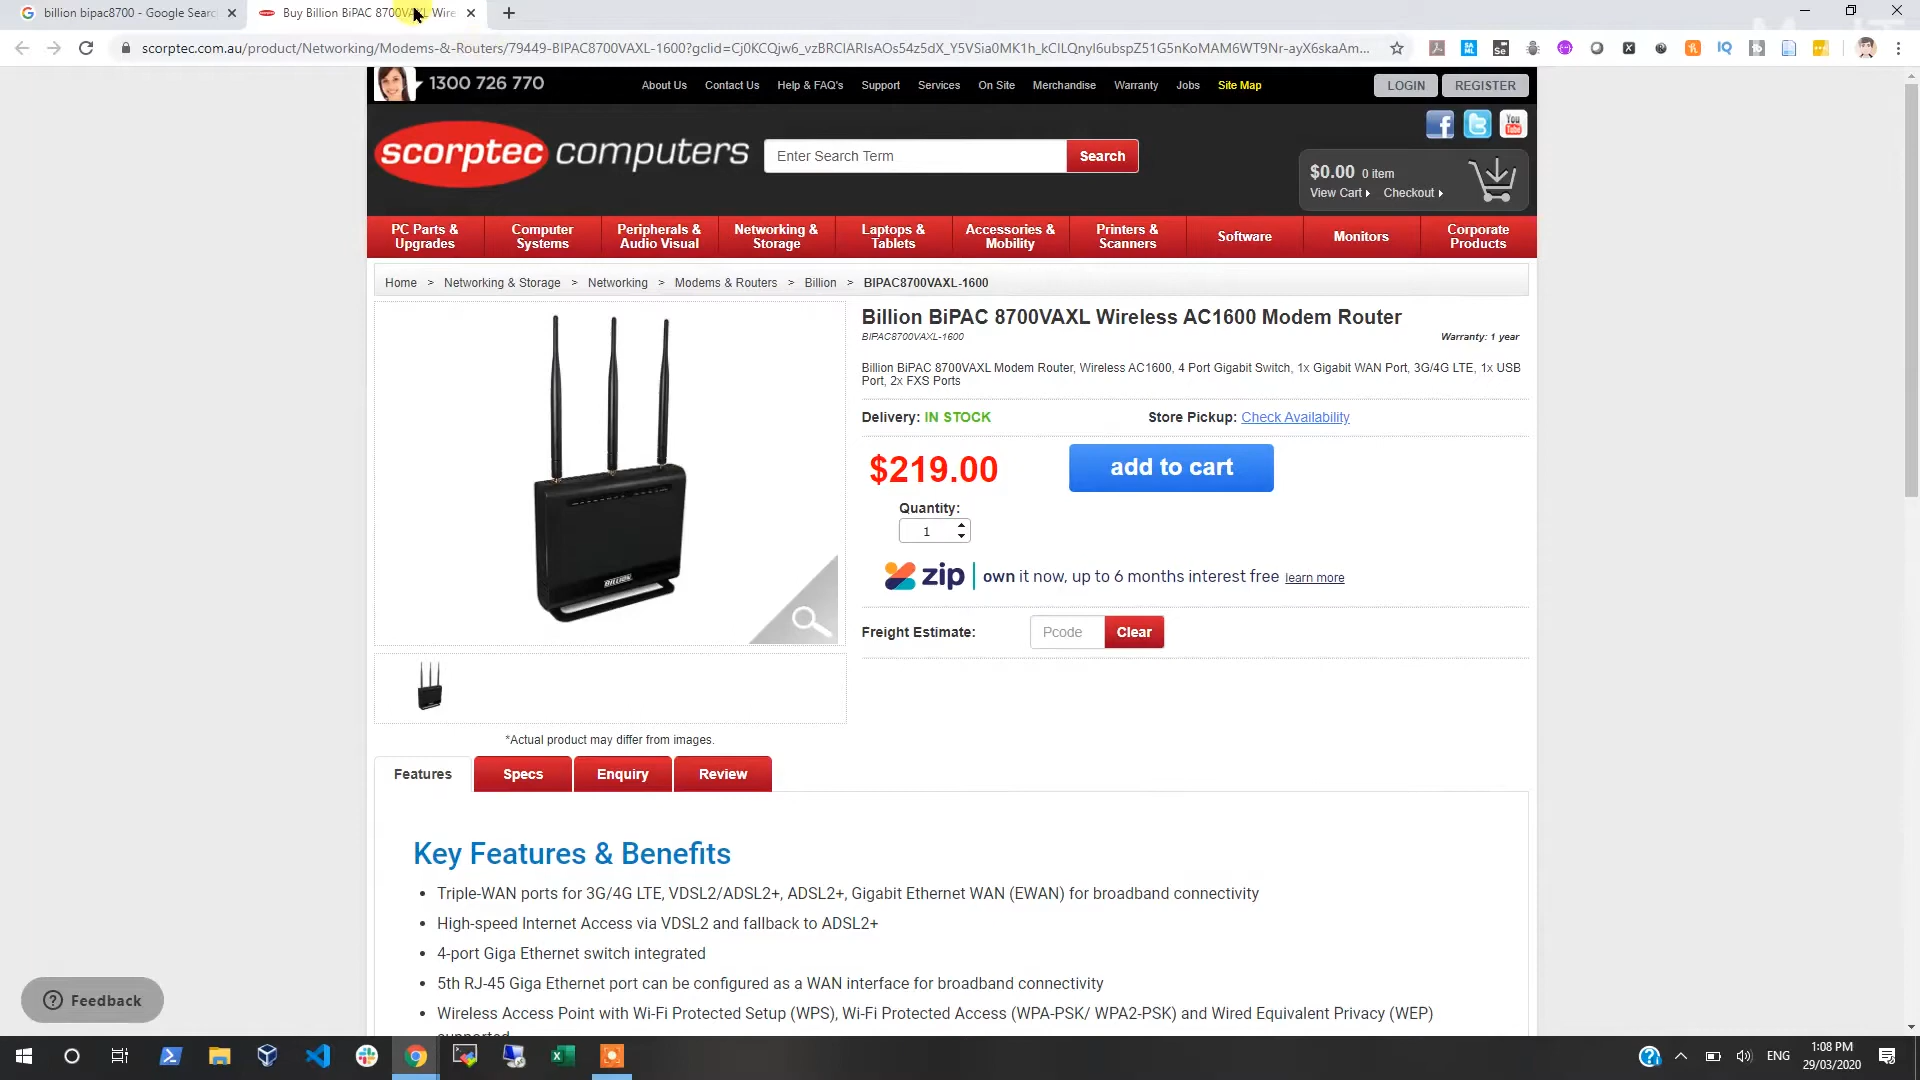 billion bipac8700 - Google Searc
Buy Billion BiPAC 8700VAXL Wire
scorptec.com.au/product/Networking/Modems-&-Routers/79449-BIPAC8700VAXL-1600?gclid=Cj0KCQjw6_vzBRCIARIsAOs54z5dX_Y5VSia0MK1h_kCILQnyI6ubspZ51G5nKoMAM6WT9Nr-ayX6skaAm...
1300 726 770
About Us
Contact Us
Help & FAQ's
Support
Services
On Site
Merchandise
Warranty
Jobs
Site Map
LOGIN
REGISTER
scorptec computers
Enter Search Term
Search
You Tube
$0.00 0 item
View Cart
Checkout
PC Parts & Upgrades
Computer Systems
Peripherals & Audio Visual
Networking & Storage
Laptops & Tablets
Accessories & Mobility
Printers & Scanners
Software
Monitors
Corporate Products
Home > Networking & Storage > Networking > Modems & Routers > Billion > BIPAC8700VAXL-1600
Billion BiPAC 8700VAXL Wireless AC1600 Modem Router
BIPAC8700VAXL-1600
Warranty: 1 year
Billion BiPAC 8700VAXL Modem Router, Wireless AC1600, 4 Port Gigabit Switch, 1x Gigabit WAN Port, 3G/4G LTE, 1x USB
Port, 2x FXS Ports
Delivery: IN STOCK
Store Pickup: Check Availability
$219.00
add to cart
Quantity:
1
zip own it now, up to 6 months interest free learn more
Freight Estimate:
Pcode
Clear
BILLION
*Actual product may differ from images.
Features
Specs
Enquiry
Review
Key Features & Benefits
• Triple-WAN ports for 3G/4G LTE, VDSL2/ADSL2+, ADSL2+, Gigabit Ethernet WAN (EWAN) for broadband connectivity
• High-speed Internet Access via VDSL2 and fallback to ADSL2+
• 4-port Giga Ethernet switch integrated
• 5th RJ-45 Giga Ethernet port can be configured as a WAN interface for broadband connectivity
• Wireless Access Point with Wi-Fi Protected Setup (WPS), Wi-Fi Protected Access (WPA-PSK/ WPA2-PSK) and Wired Equivalent Privacy (WEP)
Feedback
ENG
1:08 PM
29/03/2020